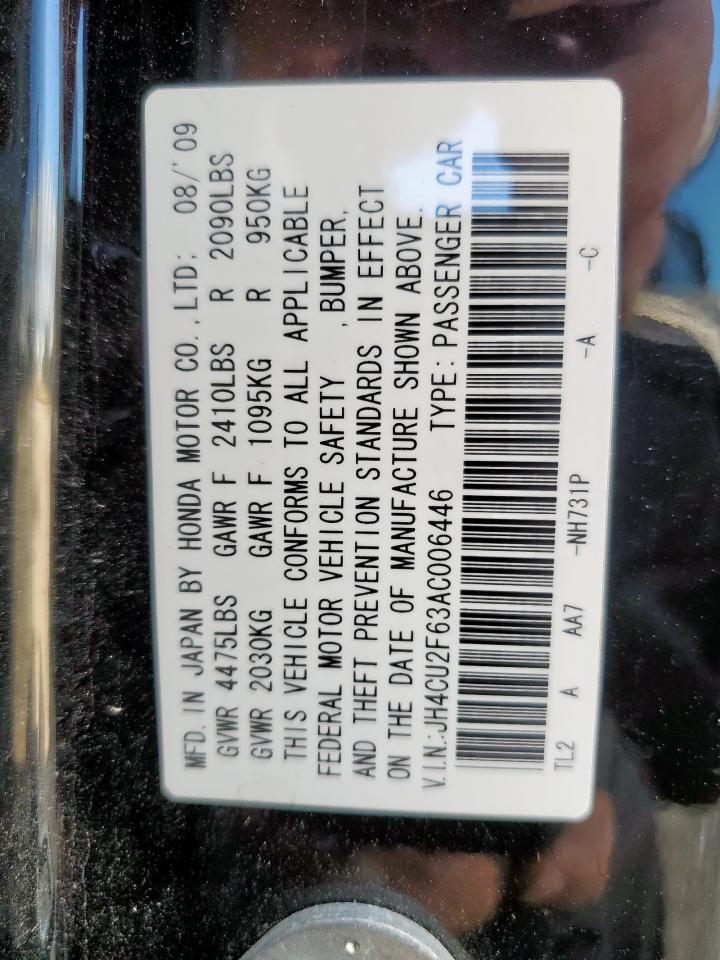 MFD. IN JAPAN BY HONDA MOTOR CO., LTD; 08/'09
GVWR 4475LBS GAWR F 2410LBS R 2090LBS
GVWR 2030KG GAWR F 1095KG R 950KG
THIS VEHICLE CONFORMS TO ALL APPLICABLE
FEDERAL MOTOR VEHICLE SAFETY , BUMPER,
AND THEFT PREVENTION STANDARDS IN EFFECT
ON THE DATE OF MANUFACTURE SHOWN ABOVE.
V.I.N.:JH4CU2F63AC006446 TYPE:PASSENGER CAR
TL2 A AA7 -NH731P -A -C